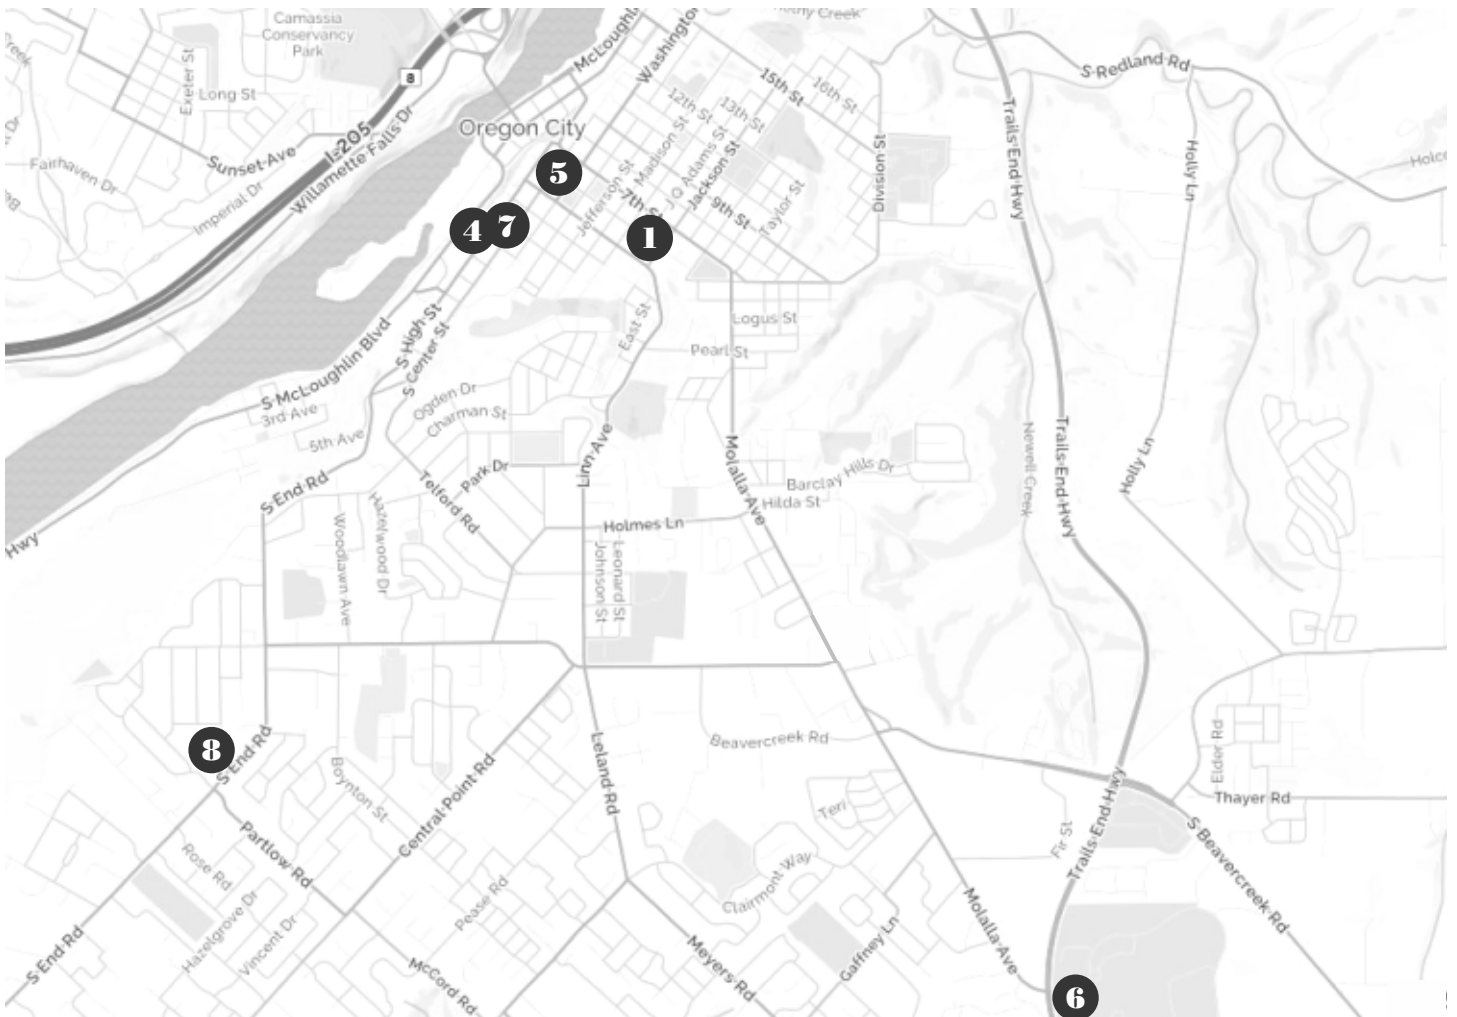 Camassia
Conservancy
Park
Creek
Exeter St
Long St
8
I-205
Sunset Ave
Willamette Falls Dr
Fairhaven Dr
Imperial Dr
Dr
McLoughl
Washington
Oregon City
15th St
16th St
12th St
13th St
Madison St
J Q Adams St
Jackson St
Jefferson St
7th St
9th St
Taylor St
Division St
S Redland Rd
Trails End Hwy
Holly Ln
Holc
5
4
7
1
East St
Logus St
Pearl St
S High St
S Center St
S McLoughlin Blvd
3rd Ave
5th Ave
Ogden Dr
Charman St
Linn Ave
Park Dr
Telford Rd
S End Rd
Hwy
Hazelwood Dr
Woodlawn Ave
Holmes Ln
Johnson St
Leonard St
Molalla Ave
Barclay Hills Dr
Hilda St
Newell Creek
Trails End Hwy
Holly Ln
8
S End Rd
Boynton St
Central Point Rd
Leland Rd
Beavercreek Rd
Teri
Elder Rd
Thayer Rd
Fir St
Trails End Hwy
S Beavercreek Rd
Partlow Rd
Rose Rd
Hazelgrove Dr
Vincent Dr
Pease Rd
Clairmont Way
Gaffney Ln
Molalla Ave
S End Rd
McCord Rd
Meyers Rd
6